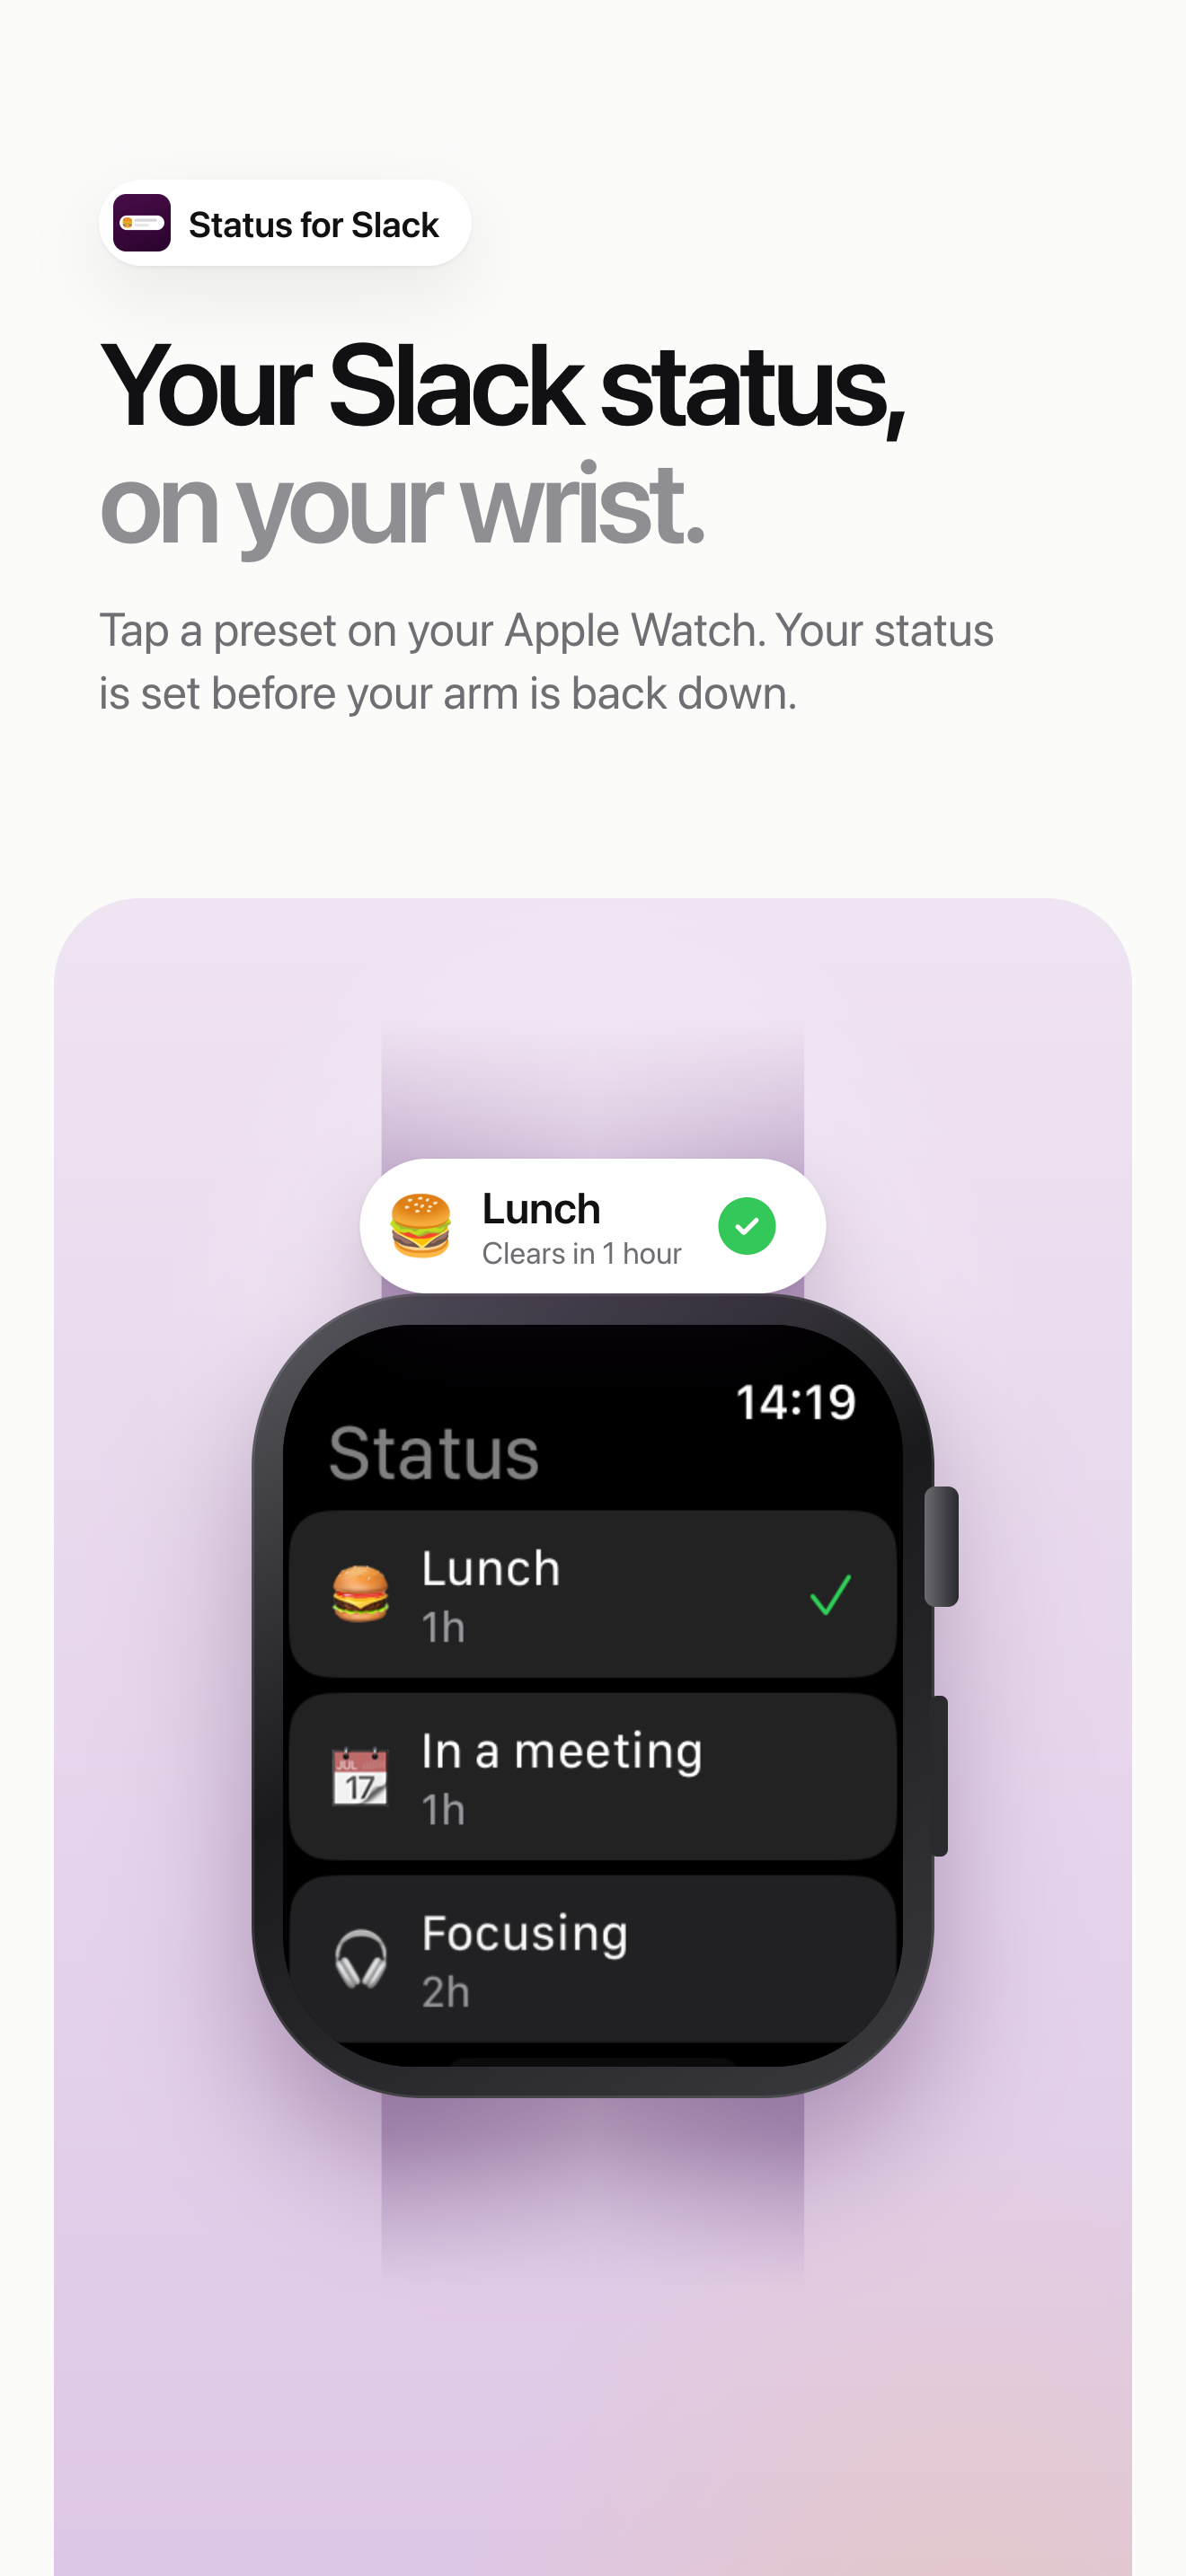 Status for Slack
Your Slack status,
on your wrist.
Tap a preset on your Apple Watch. Your status
is set before your arm is back down.
Lunch
Clears in 1 hour
14:19
Status
Lunch
1h
In a meeting
1h
JUL
17
Focusing
2h